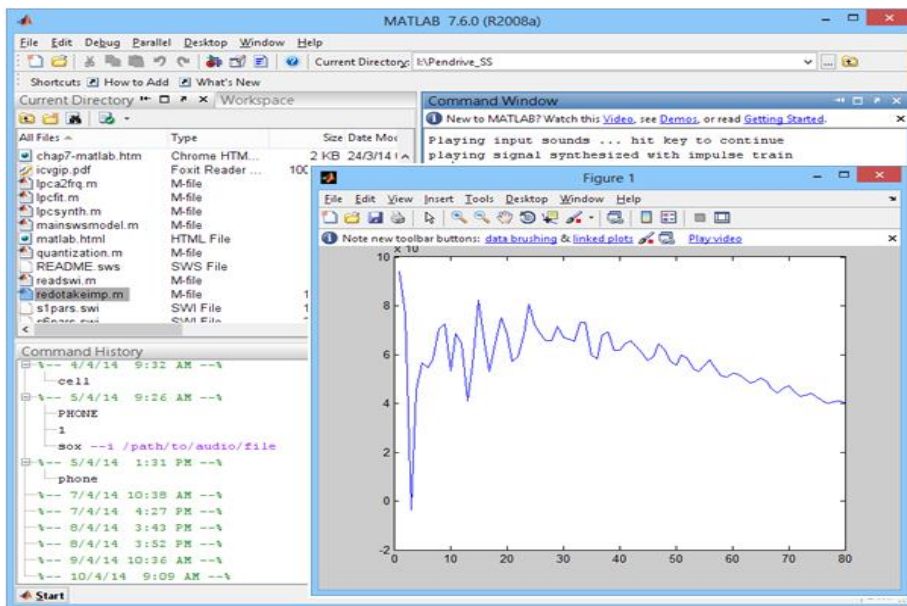 MATLAB 7.6.0 (R2008a)
File Edit Debug Parallel Desktop Window Help
Current Directory: I:\Pendrive_SS
Shortcuts How to Add What's New
Current Directory Workspace
All Files Type Size Date Moc
chap7-matlab.htm Chrome HTM... 2 KB 24/3/14
icvgip.pdf Foxit Reader ... 100
lpca2frq.m M-file
lpcfit.m M-file
lpcsynth.m M-file
mainswsmodel.m M-file
matlab.html HTML File
quantization.m M-file
README.sws SWS File
readswi.m M-file
redotakeimp.m M-file 1
s1pars.swi SWI File 1
Command History
%-- 4/4/14 9:32 AM --%
cell
%-- 5/4/14 9:26 AM --%
PHONE
1
sox --i /path/to/audio/file
%-- 5/4/14 1:31 PM --%
phone
%-- 7/4/14 10:38 AM --%
%-- 7/4/14 4:27 PM --%
%-- 8/4/14 3:43 PM --%
%-- 8/4/14 3:52 PM --%
%-- 9/4/14 10:36 AM --%
%-- 10/4/14 9:09 AM --%
Start
Command Window
New to MATLAB? Watch this Video, see Demos, or read Getting Started.
Playing input sounds ... hit key to continue
playing signal synthesized with impulse train
Figure 1
File Edit View Insert Tools Desktop Window Help
Note new toolbar buttons: data brushing & linked plots Play video
x 10
10
8
6
4
2
0
-2
0 10 20 30 40 50 60 70 80